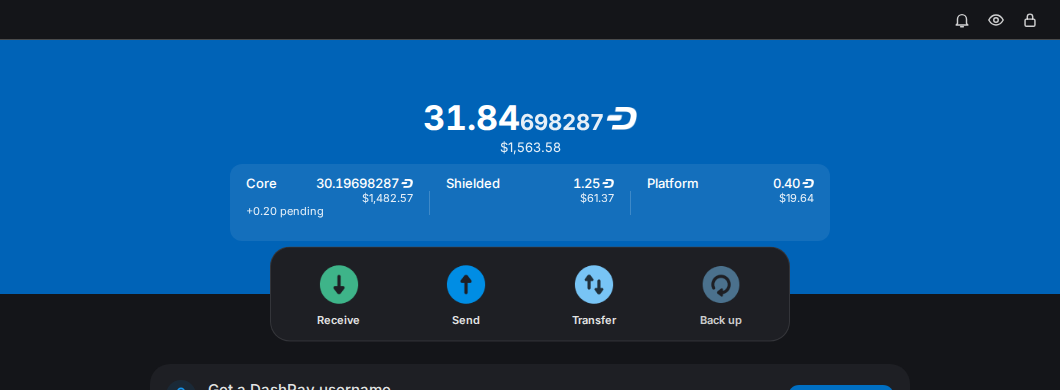 31.84698287
$1,563.58
Core 30.19698287
$1,482.57
+0.20 pending
Shielded 1.25
$61.37
Platform 0.40
$19.64
Receive
Send
Transfer
Back up
Get a DashPay username